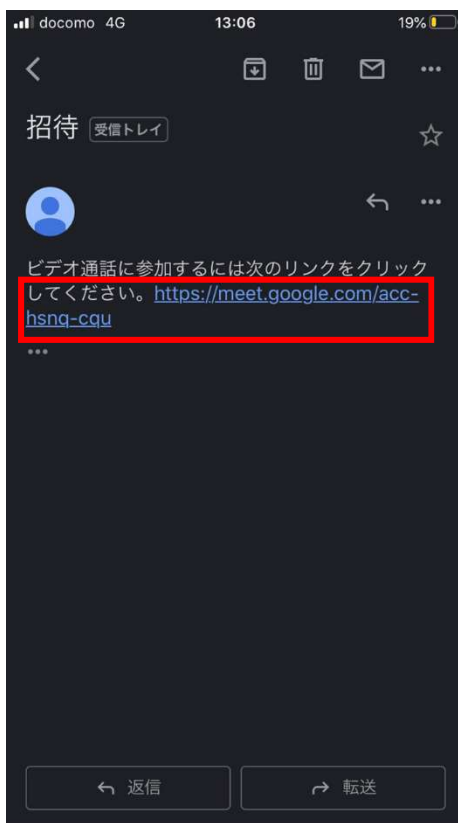 docomo 4G 13:06 19%
招待 受信トレイ
ビデオ通話に参加するには次のリンクをクリック
してください。https://meet.google.com/acc-
hsnq-cqu
返信 転送